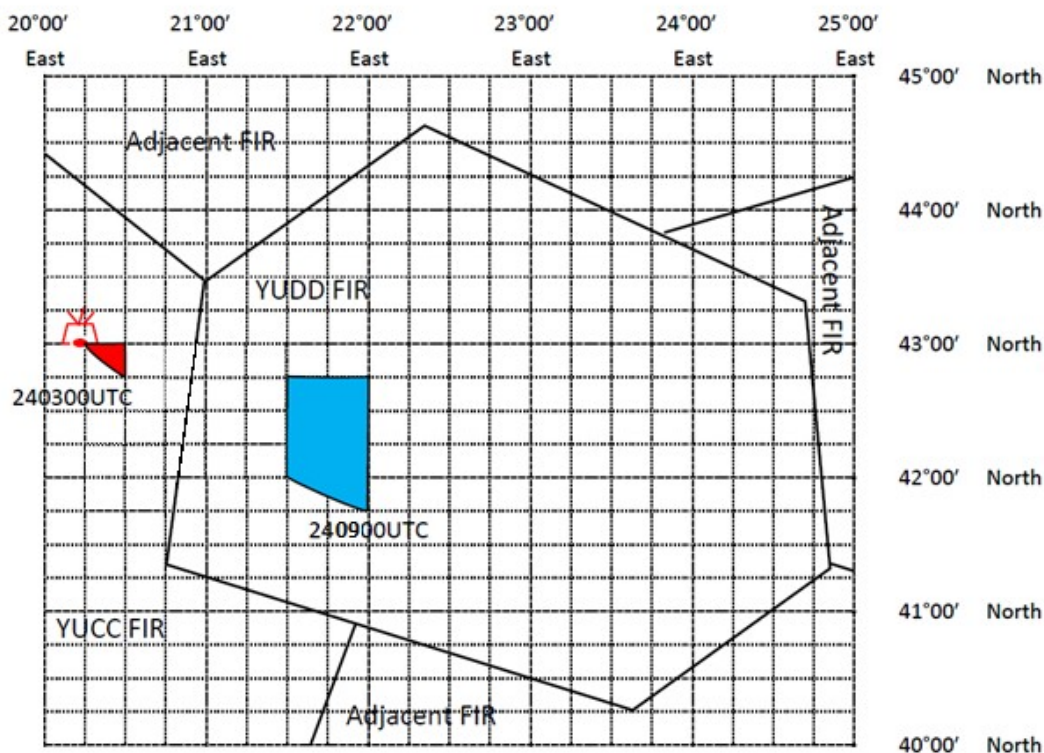 20°00’ 21°00’ 22°00’ 23°00’ 24°00’ 25°00’
East East East East East East
45°00’ North
Adjacent FIR
44°00’ North
Adjacent FIR
YUDD FIR
43°00’ North
240300UTC
42°00’ North
240900UTC
41°00’ North
YUCC FIR
Adjacent FIR
40°00’ North